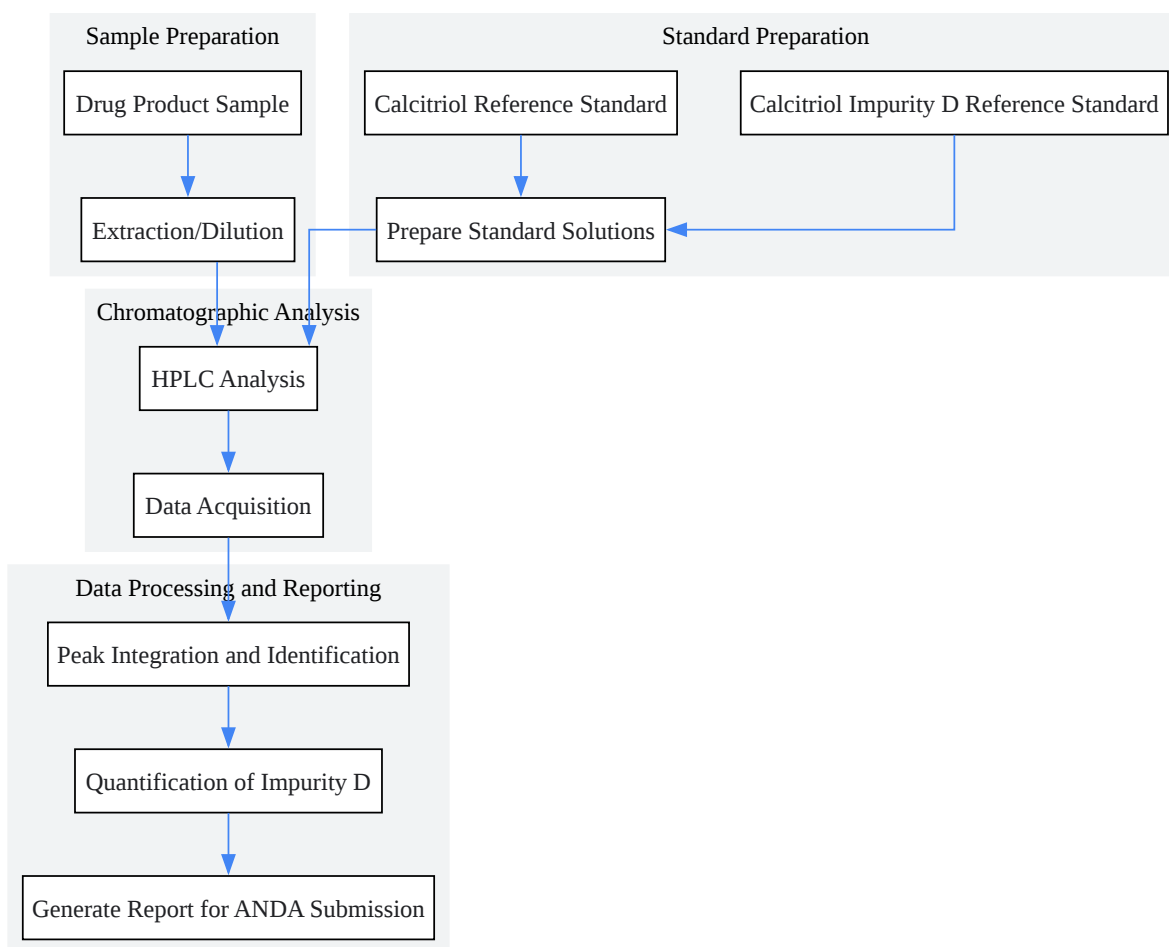 Sample Preparation
Standard Preparation
Drug Product Sample
Calcitriol Reference Standard
Calcitriol Impurity D Reference Standard
Extraction/Dilution
Prepare Standard Solutions
Chromatographic Analysis
HPLC Analysis
Data Acquisition
Data Processing and Reporting
Peak Integration and Identification
Quantification of Impurity D
Generate Report for ANDA Submission